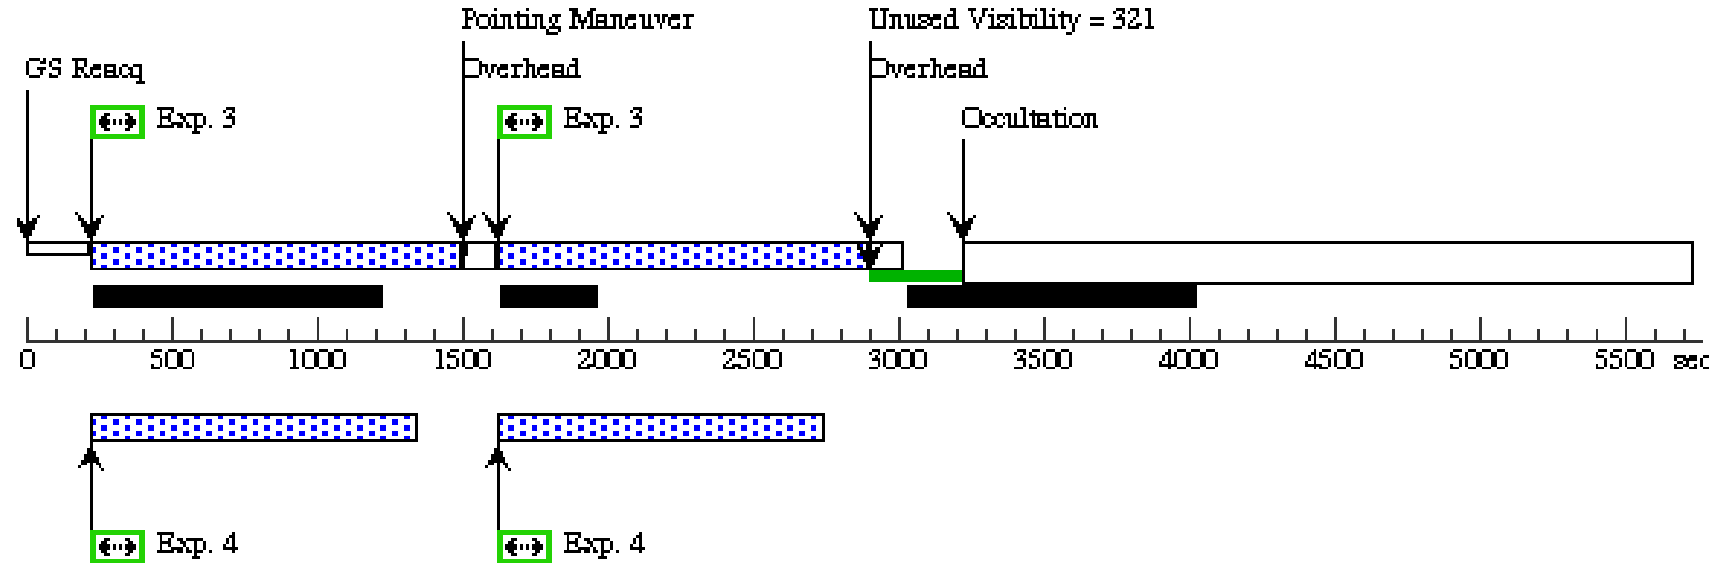 Pointing Maneuver
Unused Visibility = 321
GS Reacq
Overhead
Overhead
Exp. 3
Exp. 3
Occultation
0 500 1000 1500 2000 2500 3000 3500 4000 4500 5000 5500 sec
Exp. 4
Exp. 4